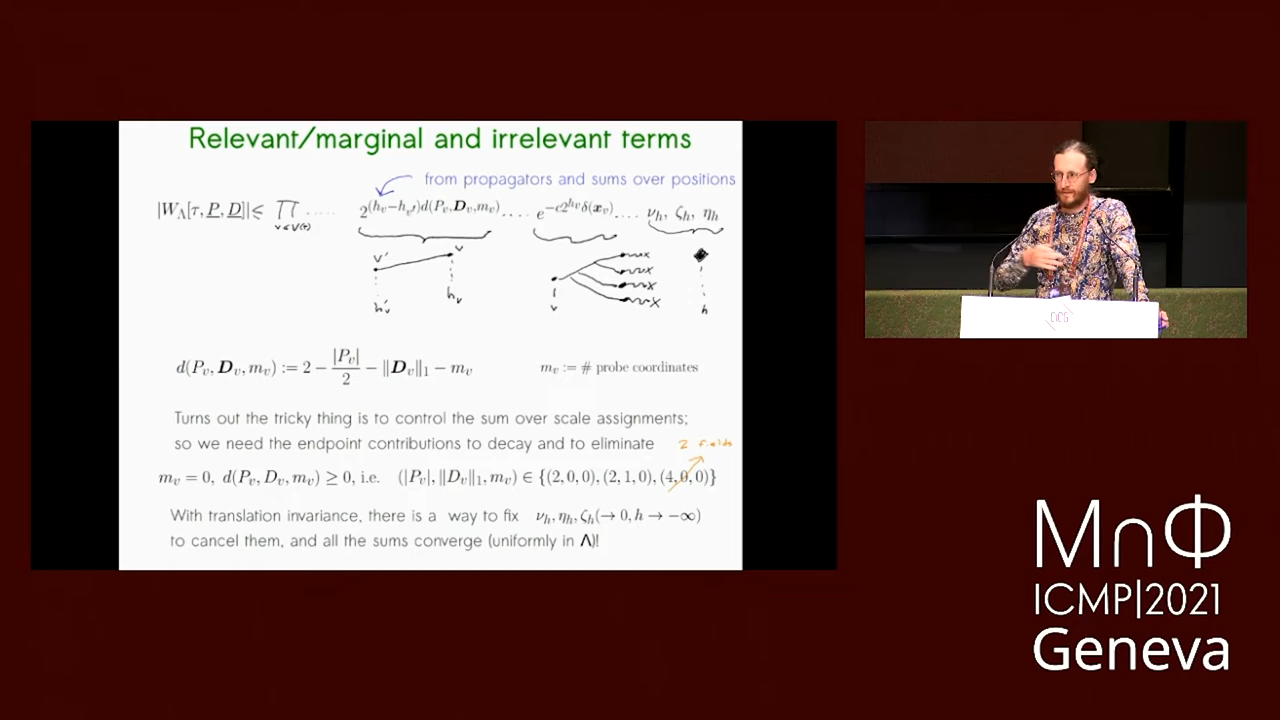 Relevant/marginal and irrelevant terms
from propagators and sums over positions
|W_Λ[τ, P, D]| ⩽ ∏_{v∈V(τ)} ..... 2^{(h_v−h_{v'})d(P_v,D_v,m_v)} .... e^{−c2^{h_v}δ(x_v)} .... ν_h, ζ_h, η_h
v' v
h_v' h_v v h
d(P_v, D_v, m_v) := 2 − |P_v|/2 − ‖D_v‖_1 − m_v m_v := # probe coordinates
Turns out the tricky thing is to control the sum over scale assignments;
so we need the endpoint contributions to decay and to eliminate 2 fields
m_v = 0, d(P_v, D_v, m_v) ≥ 0, i.e. (|P_v|, ‖D_v‖_1, m_v) ∈ {(2,0,0),(2,1,0),(4,0,0)}
With translation invariance, there is a way to fix ν_h, η_h, ζ_h(→ 0, h → −∞)
to cancel them, and all the sums converge (uniformly in Λ)!
CICG
M∩Φ
ICMP|2021
Geneva